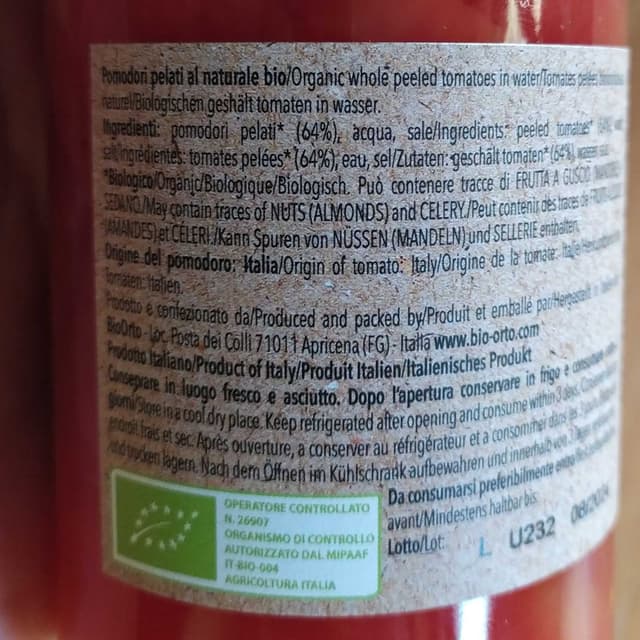 Pomodori pelati al naturale bio/Organic whole peeled tomatoes in water/Tomates pelées
naturel/Biologischen geshält tomaten in wasser.
Ingredienti: pomodori pelati* (64%), acqua, sale/Ingredients: peeled tomatoes*
salt/ingrédientes: tomates pelées* (64%), eau, sel/Zutaten: geschält tomaten* (64%),
*Biologico/Organic/Biologique/Biologisch. Può contenere tracce di FRUTTA A GUSCIO
SEDANO./May contain traces of NUTS (ALMONDS) and CELERY./Peut contenir des traces de
(AMANDES) et CÉLERI./Kann Spuren von NÜSSEN (MANDELN) und SELLERIE enthalten.
Origine del pomodoro: Italia/Origin of tomato: Italy/Origine de la tomate:
Tomaten: Italien.
Prodotto e confezionato da/Produced and packed by/Produit et emballé par/Hergestellt
BioOrto - Loc. Posta dei Colli 71011 Apricena (FG) - Italia www.bio-orto.com
Prodotto Italiano/Product of Italy/Produit Italien/Italienisches Produkt
Conservare in luogo fresco e asciutto. Dopo l'apertura conservare in frigo e consumare
giorni/Store in a cool dry place. Keep refrigerated after opening and consume within 3 days.
endroit frais et sec. Après ouverture, a conserver au réfrigérateur et a consommer dans les
und trocken lagern. Nach dem Öffnen im Kühlschrank aufbewahren und innerhalb von
Da consumarsi preferibilmente
avant/Mindestens haltbar bis: 08/2024
Lotto/Lot: L U232
OPERATORE CONTROLLATO
N. 26907
ORGANISMO DI CONTROLLO
AUTORIZZATO DAL MIPAAF
IT-BIO-004
AGRICOLTURA ITALIA